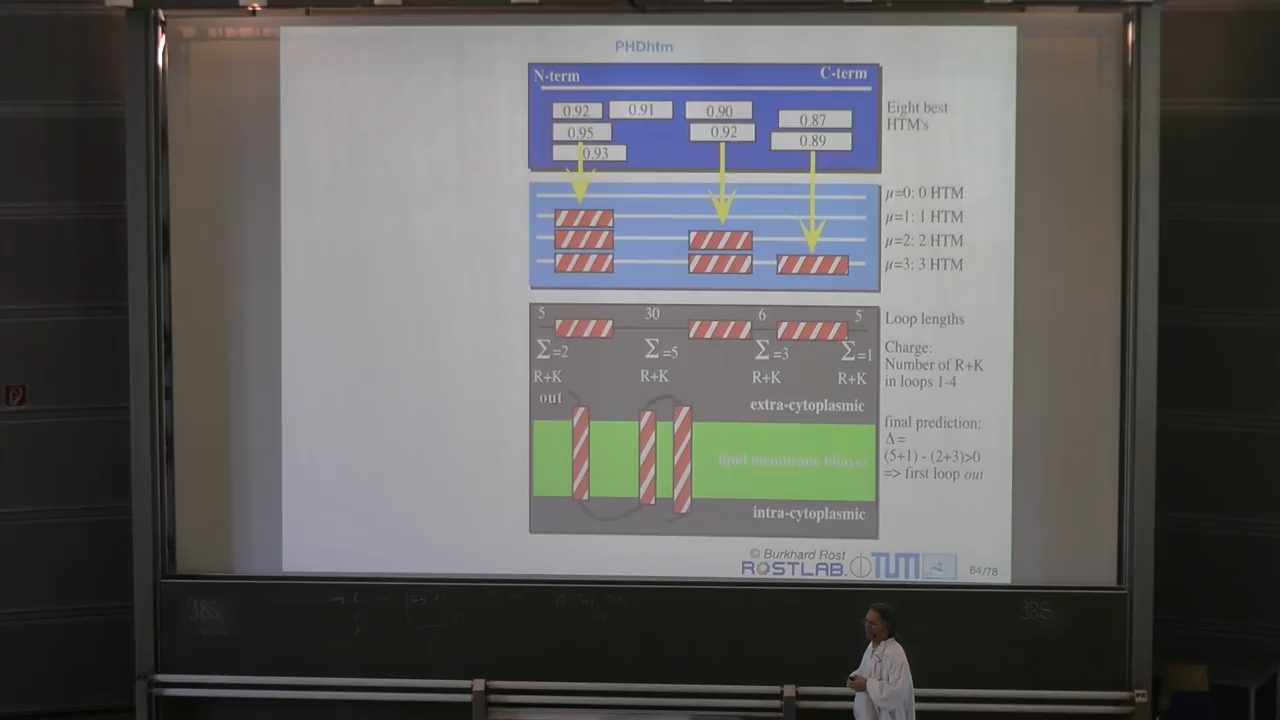 PHDhtm
N-term C-term
0.92 0.91 0.90 0.87
0.95 0.92 0.89
0.93
Eight best
HTM's
μ=0: 0 HTM
μ=1: 1 HTM
μ=2: 2 HTM
μ=3: 3 HTM
5 30 6 5
Loop lengths
Σ=2 Σ=5 Σ=3 Σ=1
R+K R+K R+K R+K
Charge:
Number of R+K
in loops 1-4
out
extra-cytoplasmic
lipid membrane bilayer
intra-cytoplasmic
final prediction:
Δ =
(5+1) - (2+3)>0
=> first loop out
© Burkhard Rost
ROSTLAB. TUM
64/78